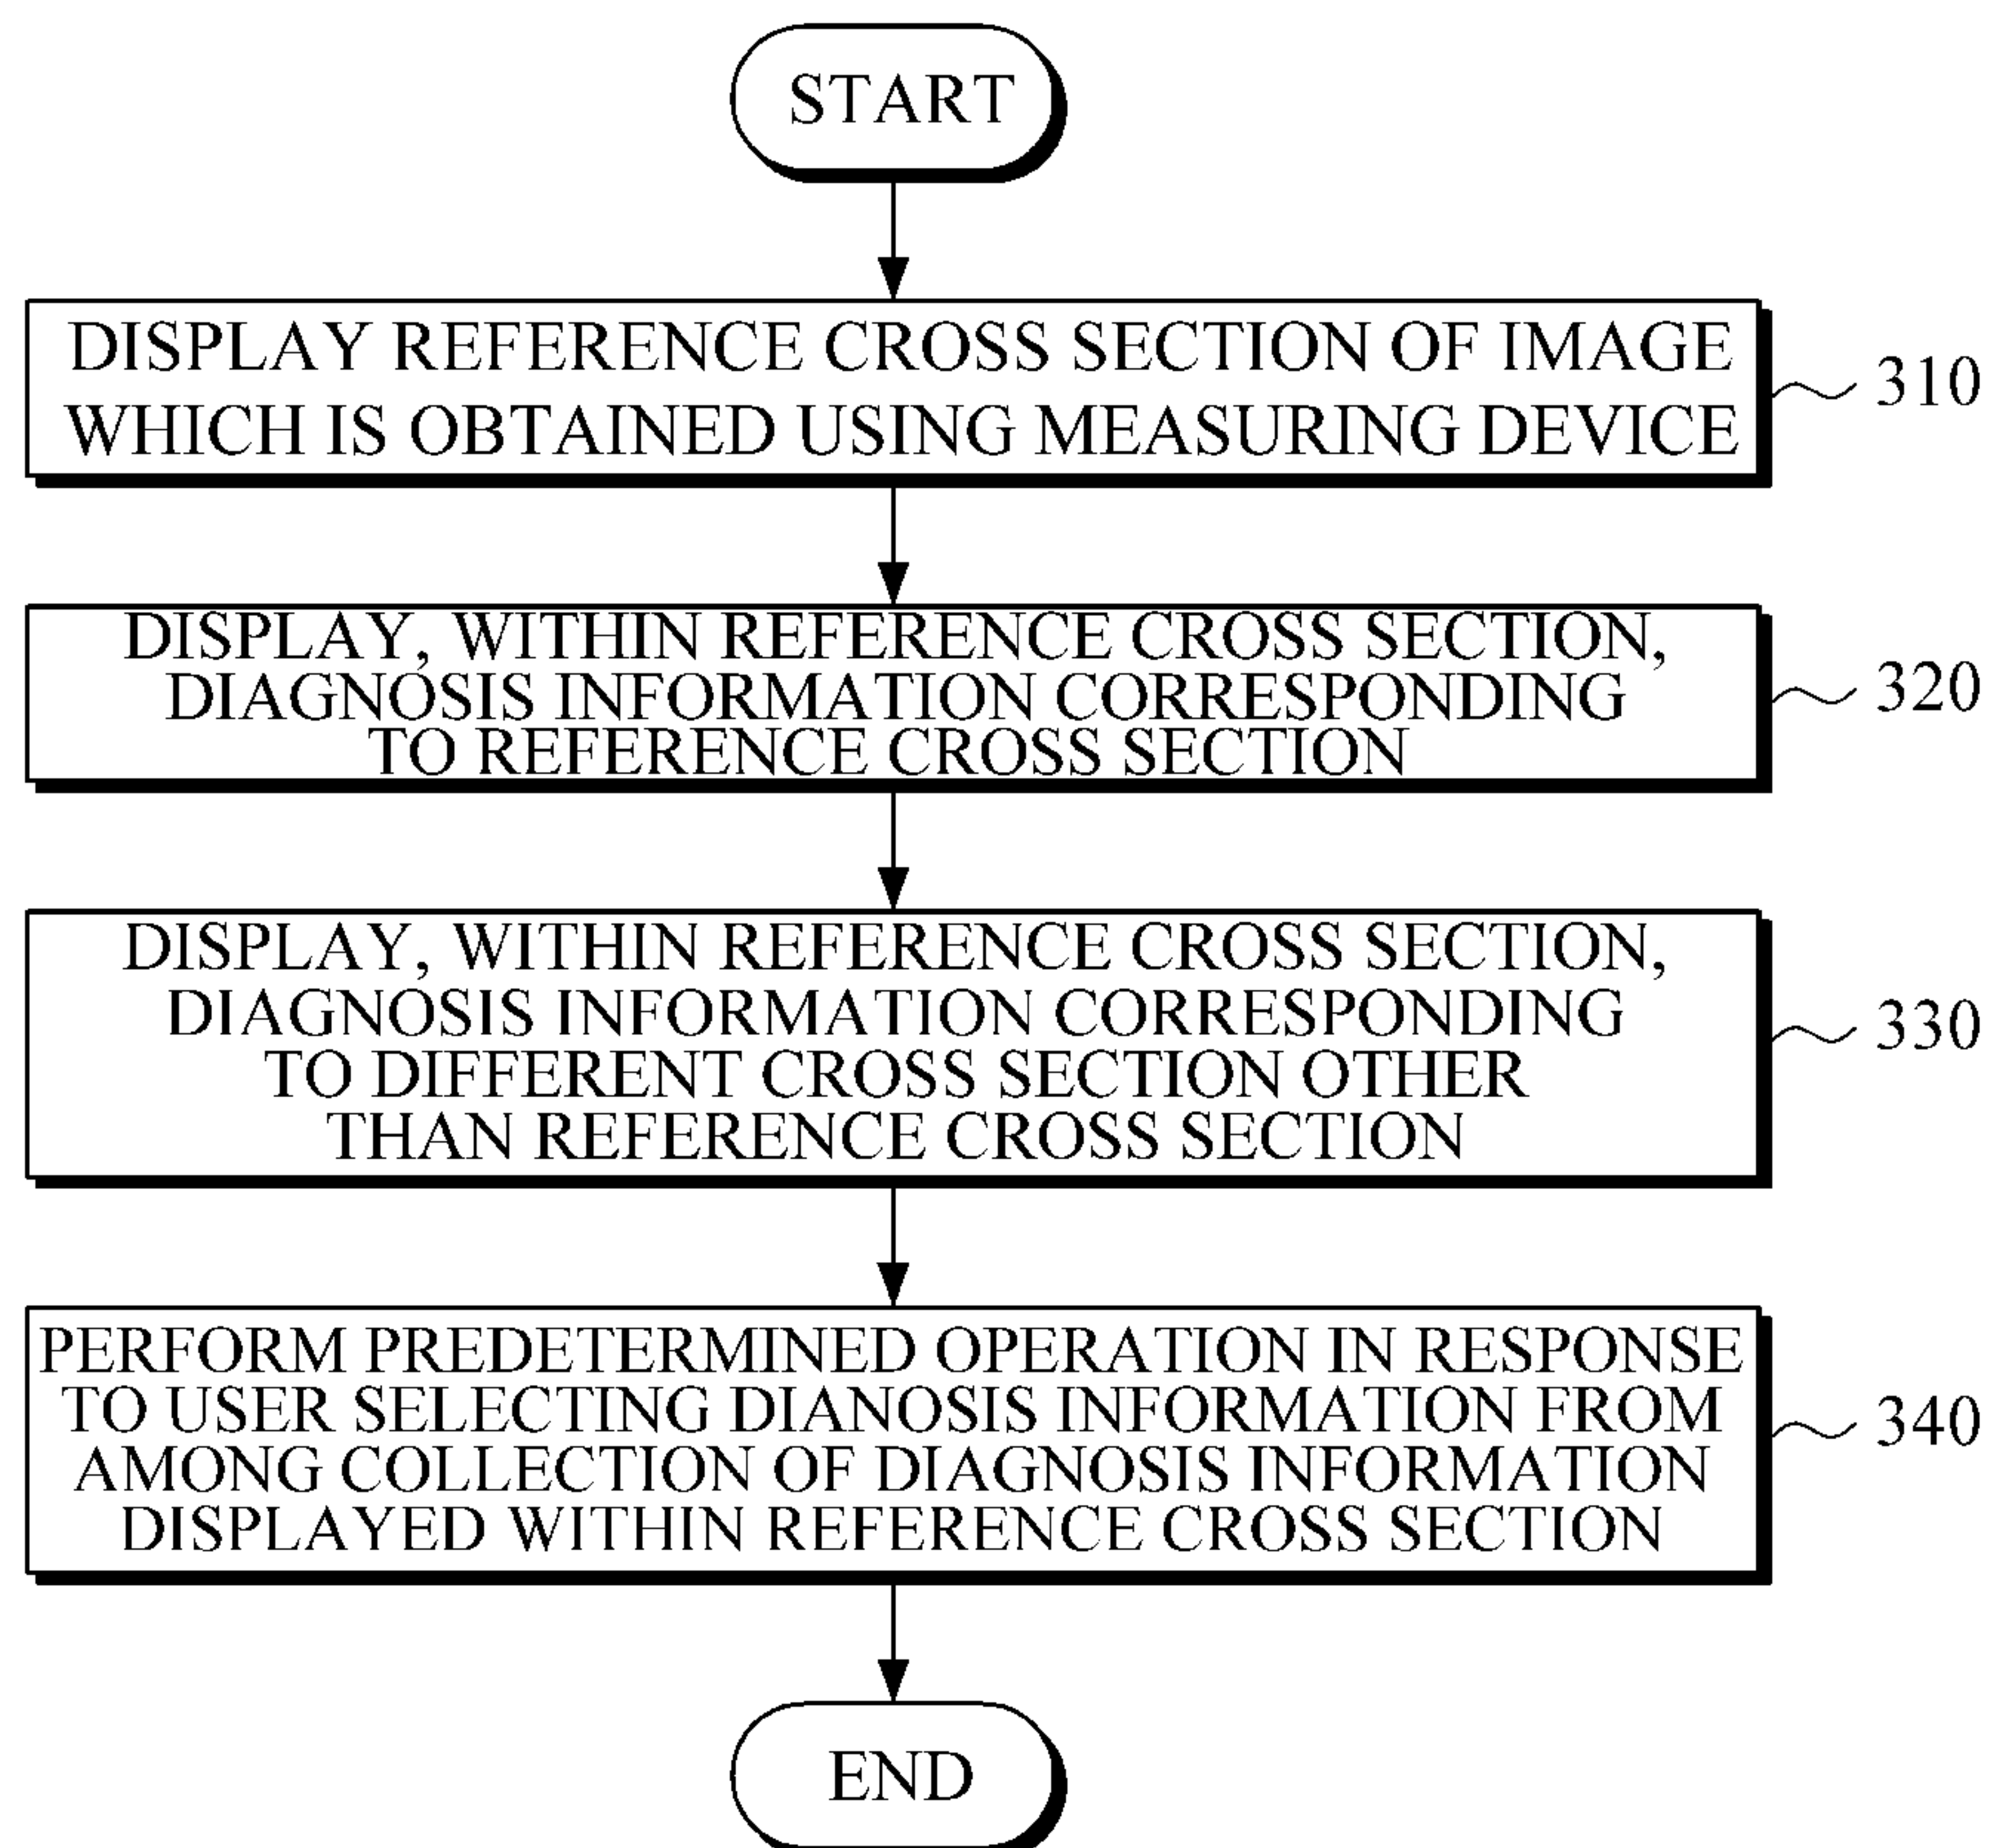 START
DISPLAY REFERENCE CROSS SECTION OF IMAGE
WHICH IS OBTAINED USING MEASURING DEVICE
310
DISPLAY, WITHIN REFERENCE CROSS SECTION,
DIAGNOSIS INFORMATION CORRESPONDING
TO REFERENCE CROSS SECTION
320
DISPLAY, WITHIN REFERENCE CROSS SECTION,
DIAGNOSIS INFORMATION CORRESPONDING
TO DIFFERENT CROSS SECTION OTHER
THAN REFERENCE CROSS SECTION
330
PERFORM PREDETERMINED OPERATION IN RESPONSE
TO USER SELECTING DIANOSIS INFORMATION FROM
AMONG COLLECTION OF DIAGNOSIS INFORMATION
DISPLAYED WITHIN REFERENCE CROSS SECTION
340
END